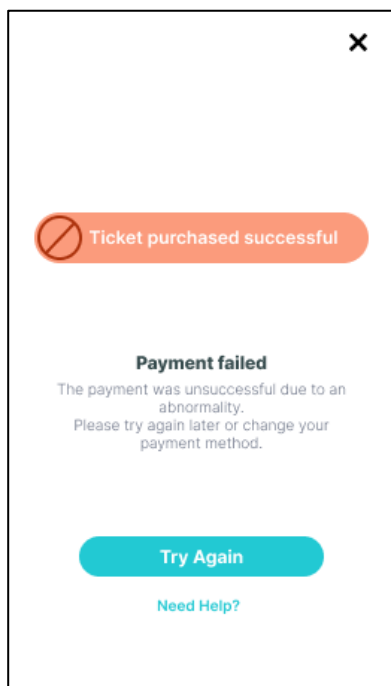 Ticket purchased successful
Payment failed
The payment was unsuccessful due to an
abnormality.
Please try again later or change your
payment method.
Try Again
Need Help?